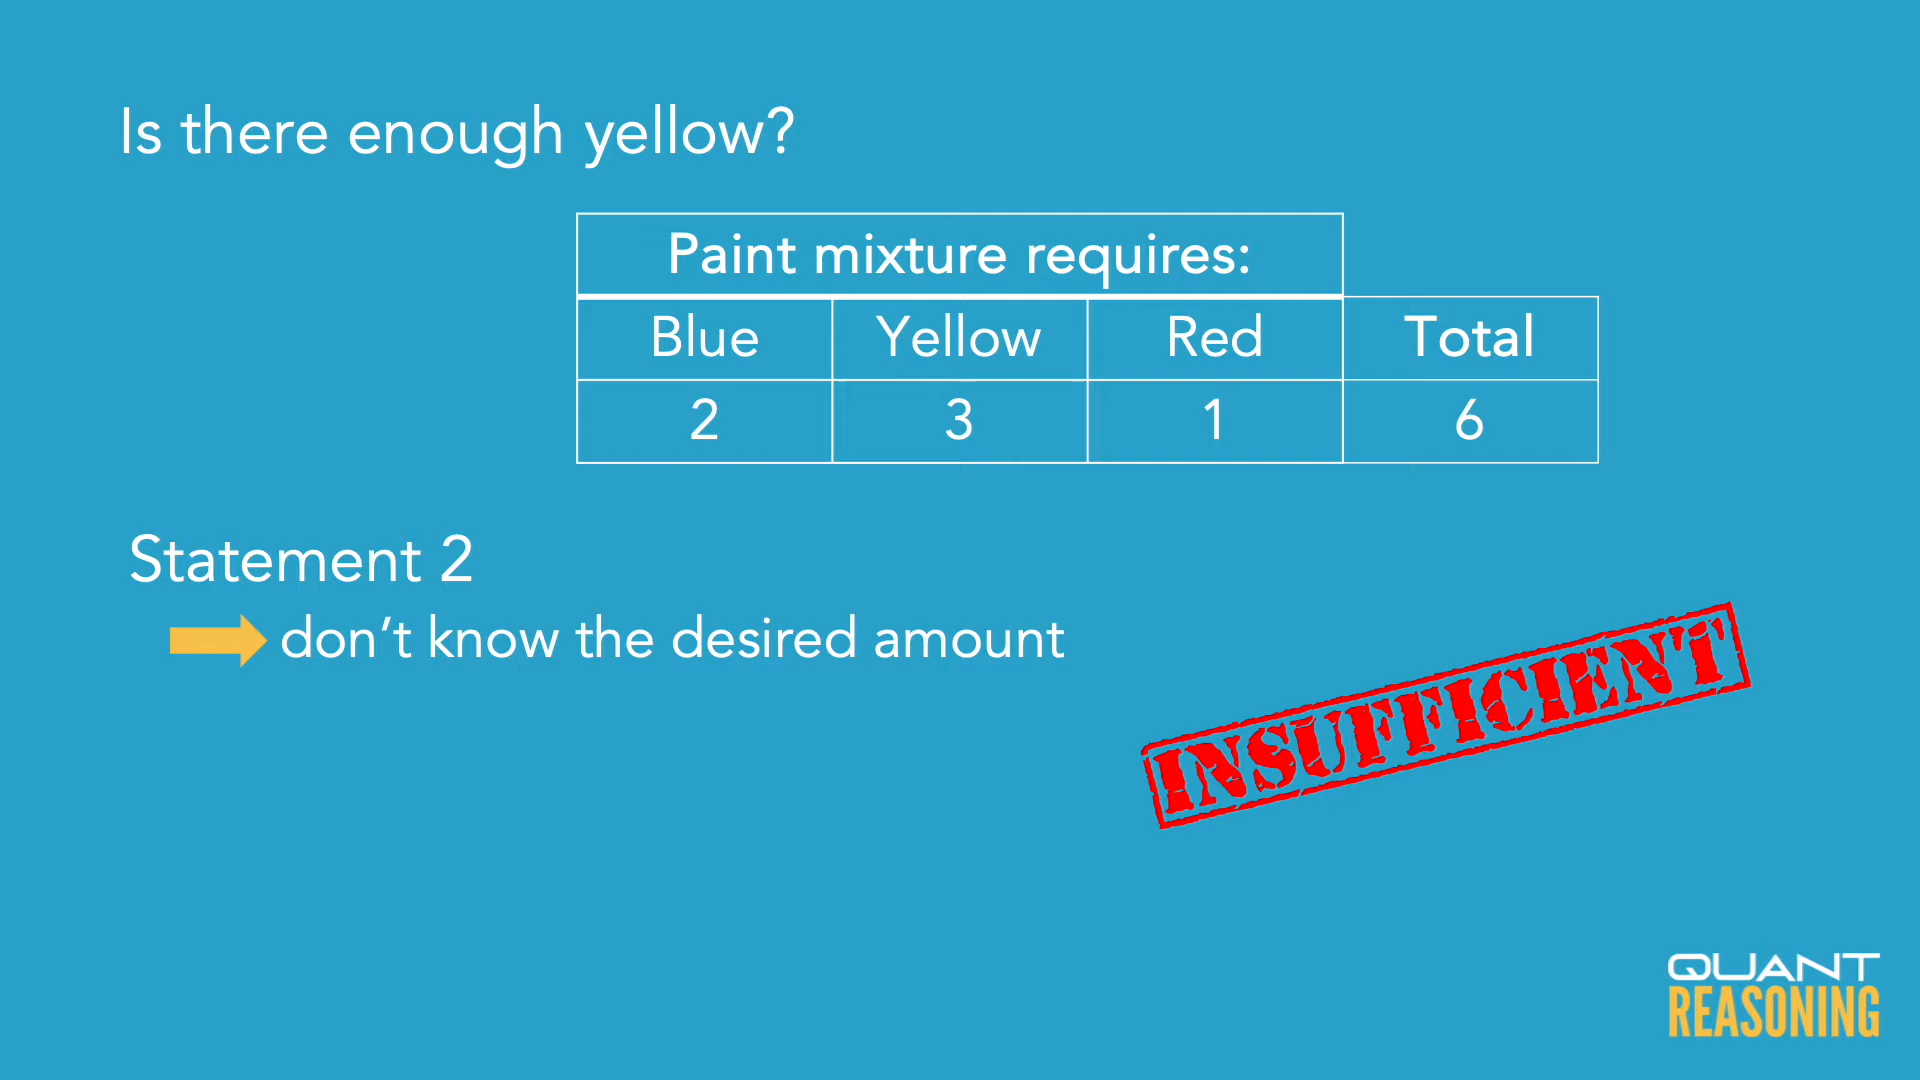 Is there enough yellow?
Paint mixture requires:
Blue Yellow Red Total
2 3 1 6
Statement 2
don't know the desired amount
INSUFFICIENT
QUANT
REASONING